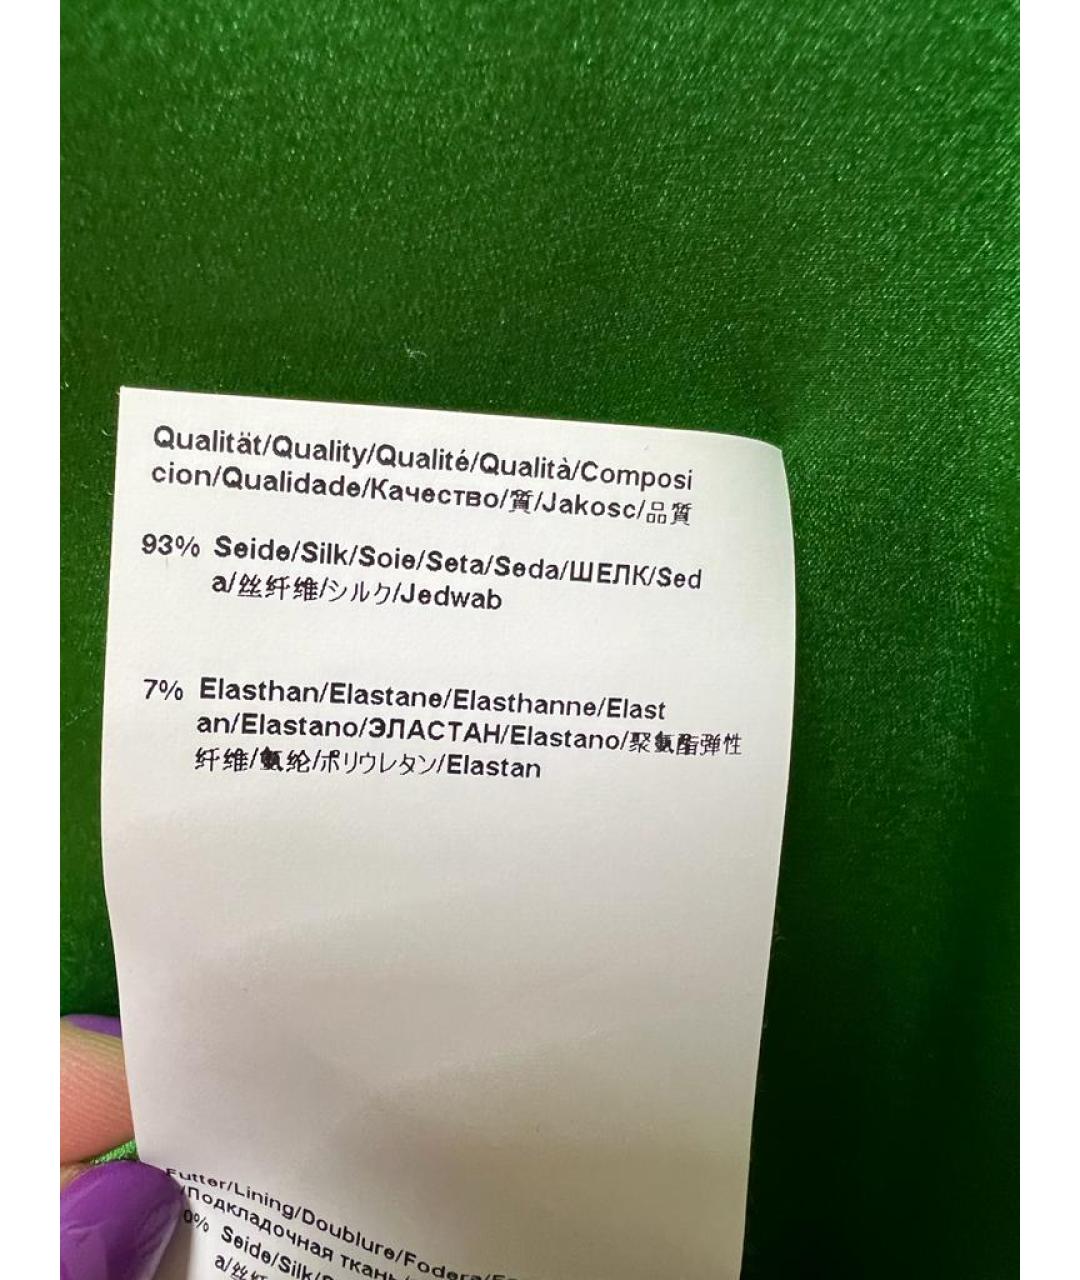 Qualität/Quality/Qualité/Qualità/Composi
cion/Qualidade/Качество/質/Jakosc/品質
93% Seide/Silk/Soie/Seta/Seda/ШЕЛК/Sed
a/丝纤维/シルク/Jedwab
7% Elasthan/Elastane/Elasthanne/Elast
an/Elastano/ЭЛАСТАН/Elastano/聚氨酯弹性
纤维/氨纶/ポリウレタン/Elastan
Futter/Lining/Doublure/Fodera/
/Подкладочная ткань
0% Seide/Silk/
a/丝纤